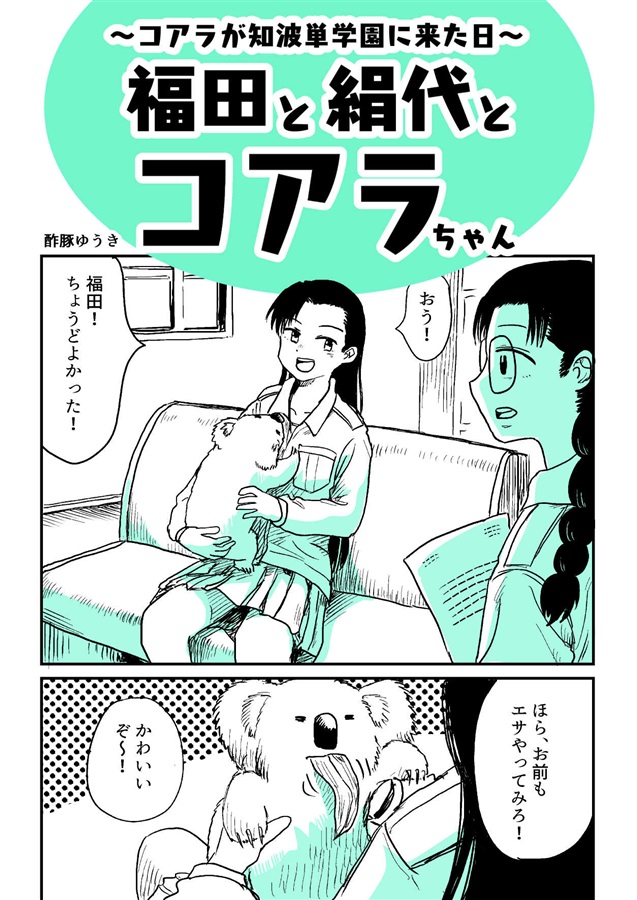 ～コアラが知波単学園に来た日～
福田と絹代と
コアラちゃん
酢豚ゆうき
おう！
福田！
ちょうどよかった！
ほら、お前も
エサやってみろ！
かわいい
ぞ～！